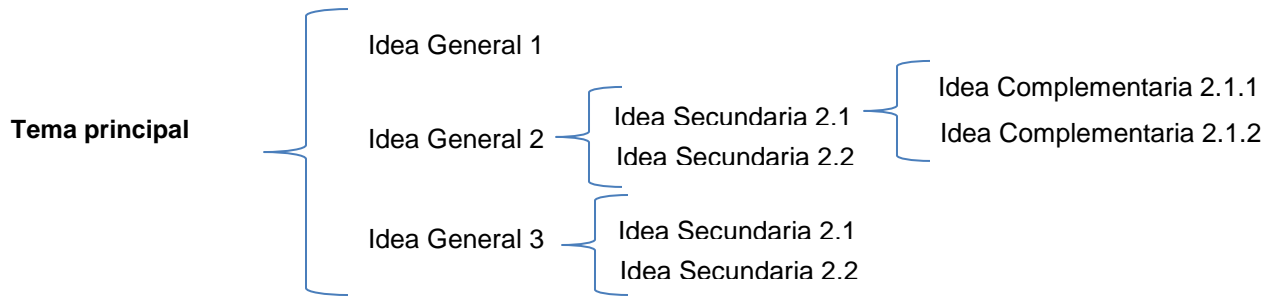 Idea General 1
Idea Complementaria 2.1.1
Idea Secundaria 2.1
Tema principal
Idea General 2
Idea Complementaria 2.1.2
Idea Secundaria 2.2
Idea General 3
Idea Secundaria 2.1
Idea Secundaria 2.2